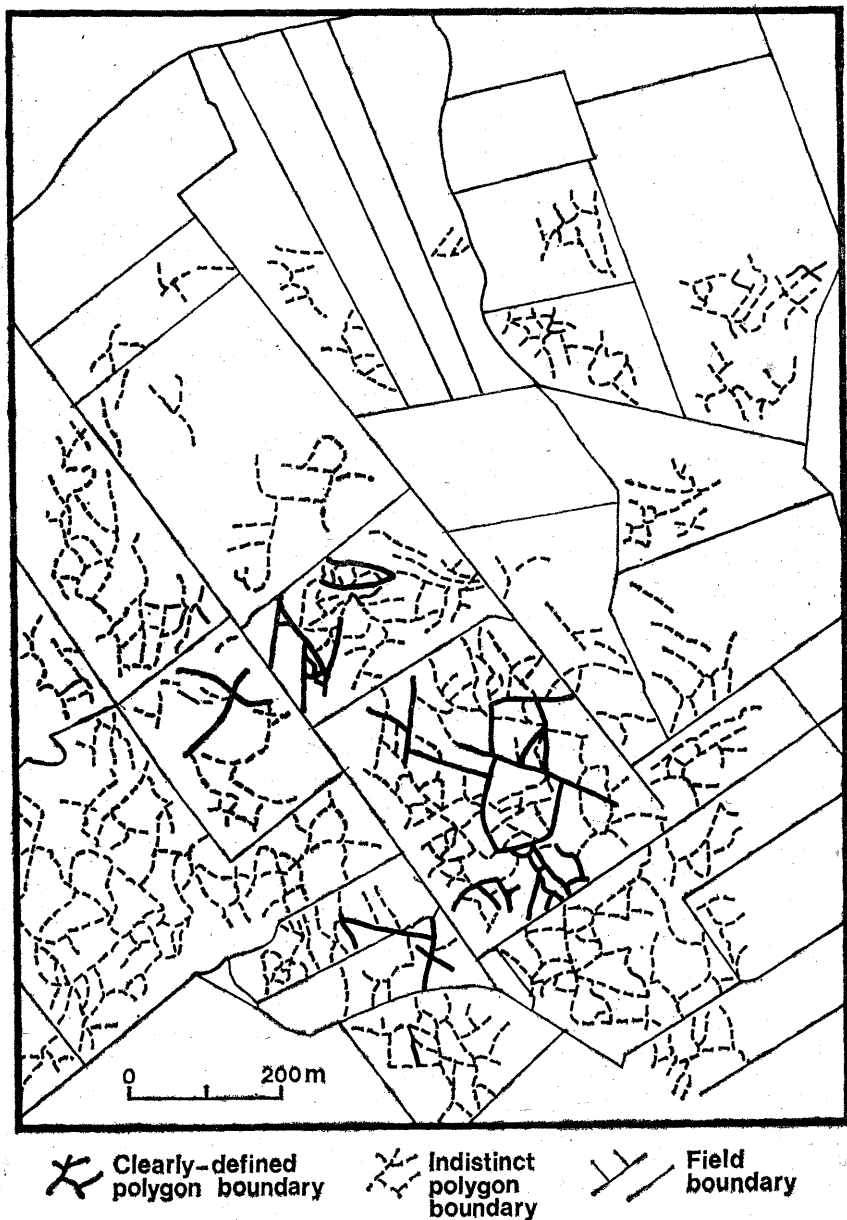 0 200m
Clearly-defined
polygon boundary
Indistinct
polygon
boundary
Field
boundary